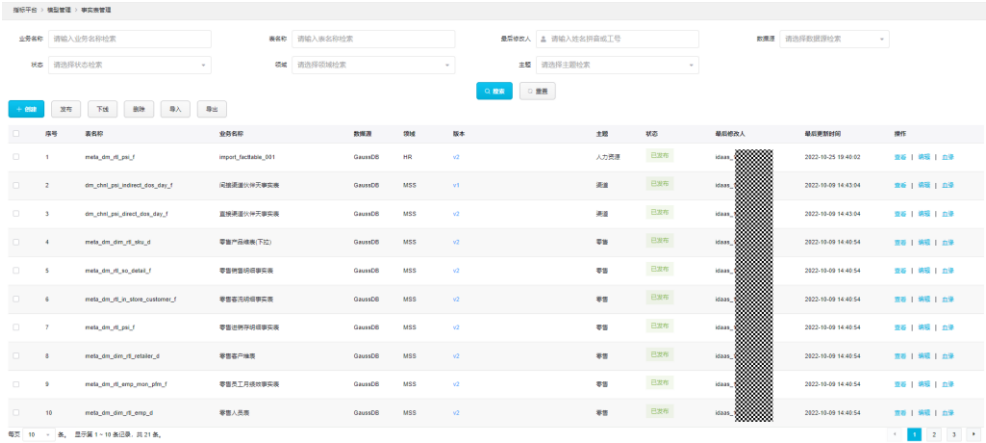 指标平台 / 模型管理 / 事实表管理
业务名称 请输入业务名称检索 表名称 请输入表名称检索 最后修改人 请输入姓名拼音或工号 数据源 请选择数据源检索
状态 请选择状态检索 领域 请选择领域检索 主题 请选择主题检索
搜索 重置
+ 创建 发布 下线 删除 导入 导出
序号 表名称 业务名称 数据源 领域 版本 主题 状态 最后修改人 最后更新时间 操作
1 meta_dm_rtl_psi_f import_facttable_001 GaussDB HR v2 人力资源 已发布 idaas_ 2022-10-25 19:40:02 查看 | 编辑 | 血缘
2 dm_chnl_psi_indirect_dos_day_f 间接渠道伙伴天事实表 GaussDB MSS v1 渠道 已发布 idaas_ 2022-10-09 14:43:04 查看 | 编辑 | 血缘
3 dm_chnl_psi_direct_dos_day_f 直接渠道伙伴天事实表 GaussDB MSS v2 渠道 已发布 idaas_ 2022-10-09 14:43:04 查看 | 编辑 | 血缘
4 meta_dm_dim_rtl_sku_d 零售产品维表(下拉) GaussDB MSS v2 零售 已发布 idaas_ 2022-10-09 14:40:54 查看 | 编辑 | 血缘
5 meta_dm_rtl_so_detail_f 零售销售明细事实表 GaussDB MSS v2 零售 已发布 idaas_ 2022-10-09 14:40:54 查看 | 编辑 | 血缘
6 meta_dm_rtl_in_store_customer_f 零售客流明细事实表 GaussDB MSS v2 零售 已发布 idaas_ 2022-10-09 14:40:54 查看 | 编辑 | 血缘
7 meta_dm_rtl_psi_f 零售进销存明细事实表 GaussDB MSS v2 零售 已发布 idaas_ 2022-10-09 14:40:54 查看 | 编辑 | 血缘
8 meta_dm_dim_rtl_retailer_d 零售客户维表 GaussDB MSS v2 零售 已发布 idaas_ 2022-10-09 14:40:54 查看 | 编辑 | 血缘
9 meta_dm_rtl_emp_mon_pfm_f 零售员工月绩效事实表 GaussDB MSS v2 零售 已发布 idaas_ 2022-10-09 14:40:54 查看 | 编辑 | 血缘
10 meta_dm_dim_rtl_emp_d 零售人员表 GaussDB MSS v2 零售 已发布 idaas_ 2022-10-09 14:40:54 查看 | 编辑 | 血缘
每页 10 条, 显示第 1 - 10 条记录, 共 21 条。 1 2 3